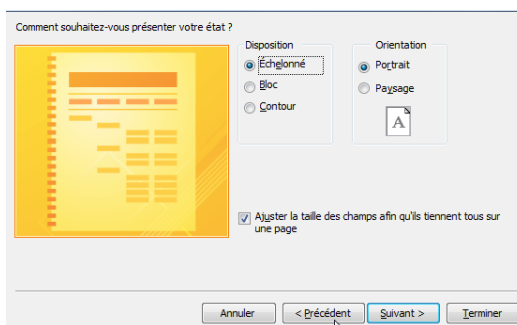 Comment souhaitez-vous présenter votre état ?
Disposition
Échelonné
Bloc
Contour
Orientation
Portrait
Paysage
A
Ajuster la taille des champs afin qu'ils tiennent tous sur
une page
Annuler
< Précédent
Suivant >
Terminer